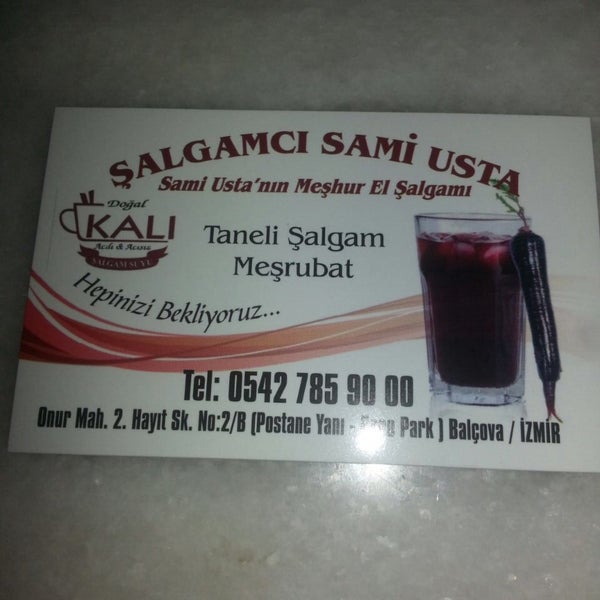 ŞALGAMCI SAMİ USTA
Sami Usta'nın Meşhur El Şalgamı
Doğal
KALI
Acılı & Acısız
ŞALGAM SUYU
Taneli Şalgam
Meşrubat
Hepinizi Bekliyoruz...
Tel: 0542 785 90 00
Onur Mah. 2. Hayıt Sk. No:2/B (Postane Yanı - Park ) Balçova / İZMİR